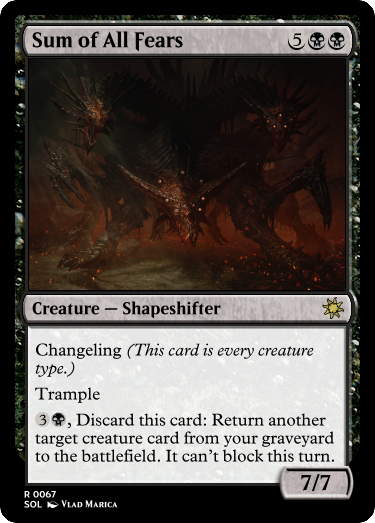 Sum of All Fears 5
Creature — Shapeshifter
Changeling (This card is every creature
type.)
Trample
3, Discard this card: Return another
target creature card from your graveyard
to the battlefield. It can't block this turn.
7/7
R 0067
SOL Vlad Marica